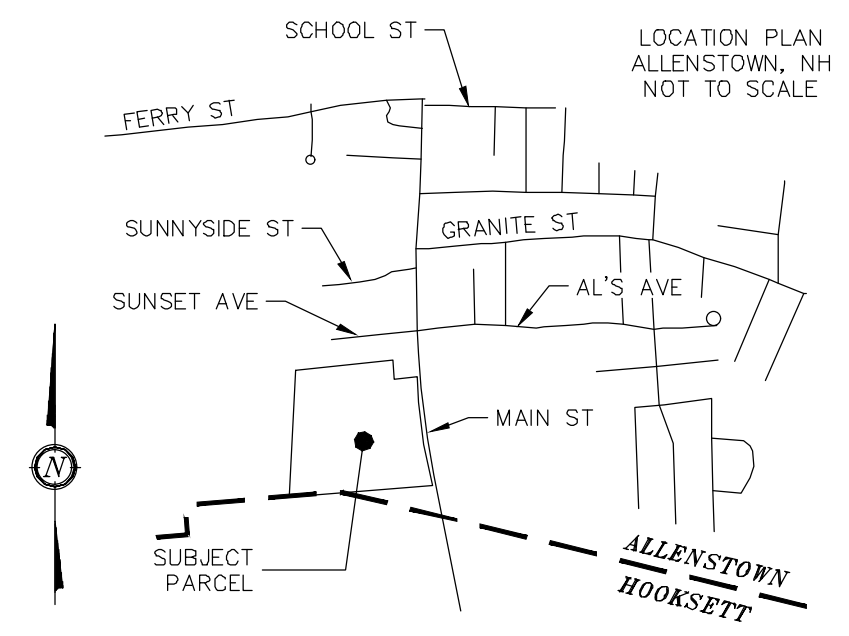 SCHOOL ST
LOCATION PLAN
ALLENSTOWN, NH
NOT TO SCALE
FERRY ST
SUNNYSIDE ST
GRANITE ST
SUNSET AVE
AL'S AVE
MAIN ST
N
SUBJECT
PARCEL
ALLENSTOWN
HOOKSETT